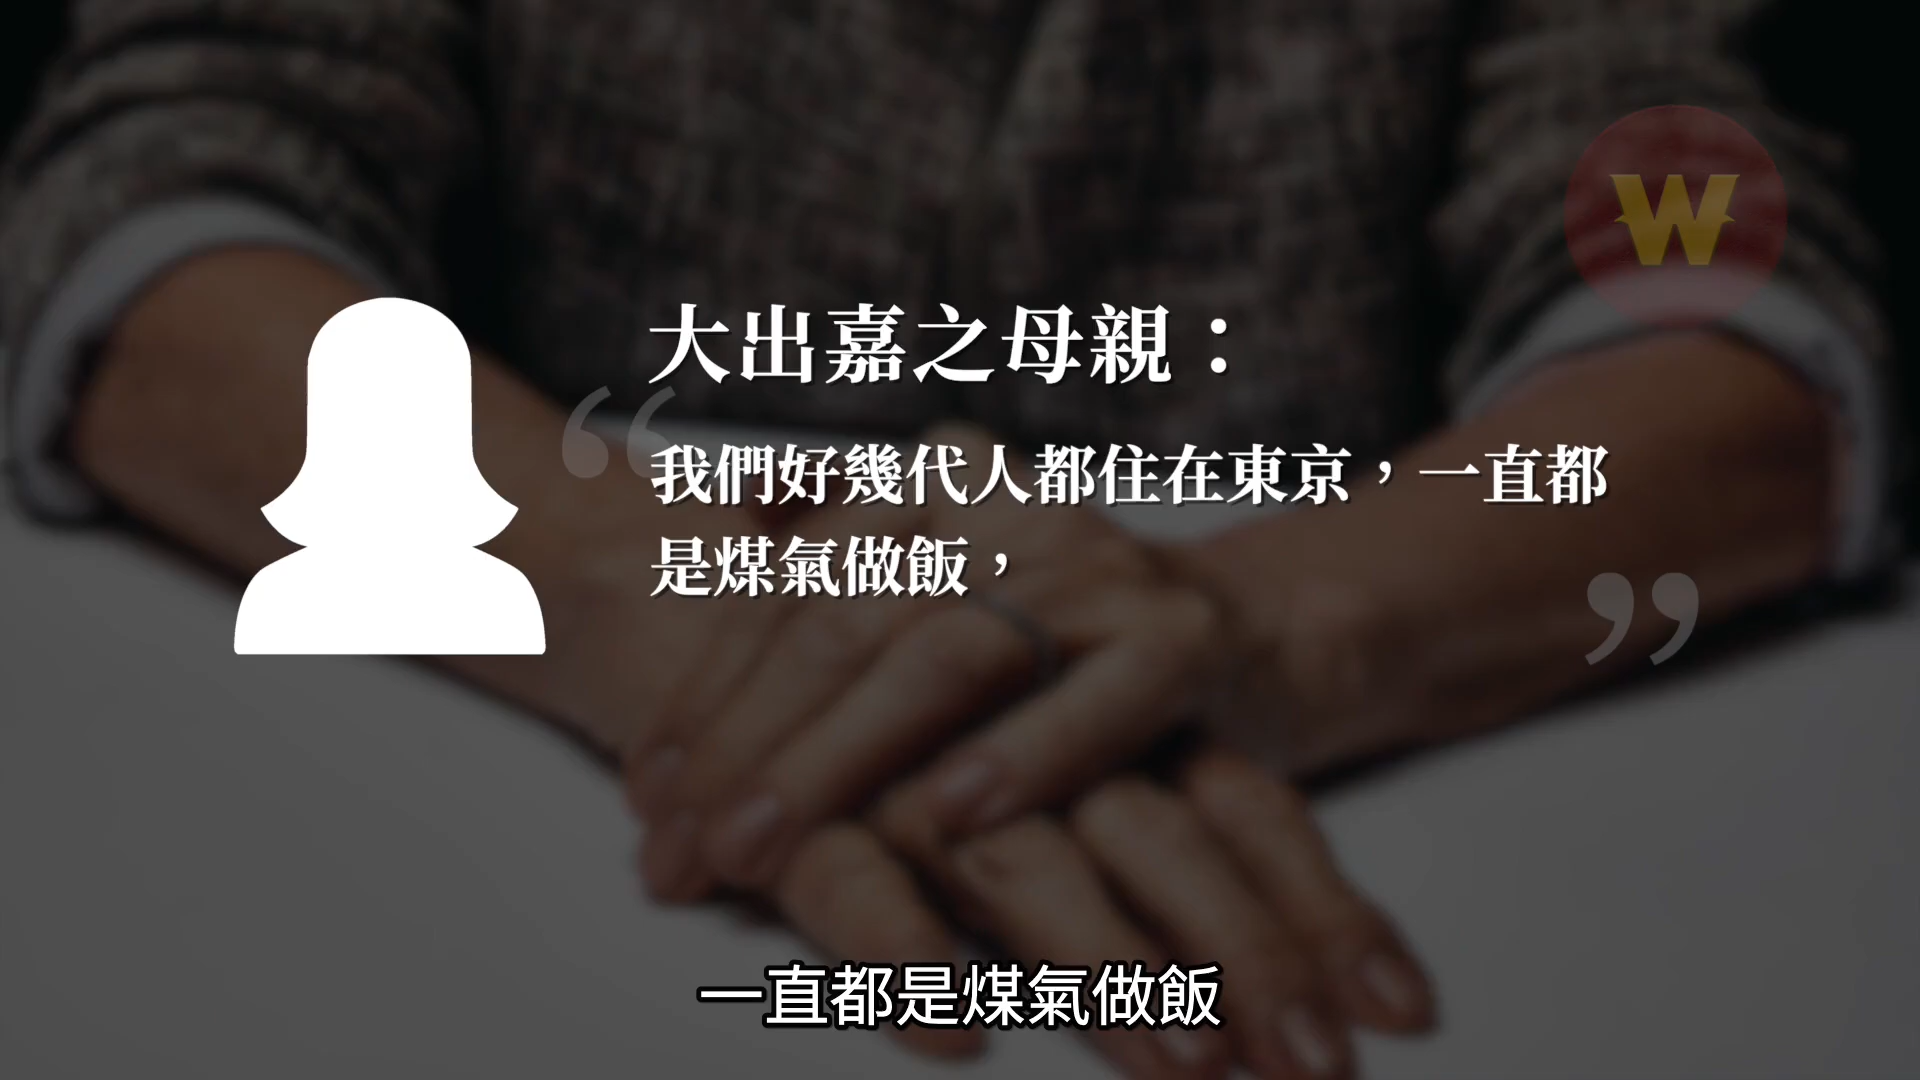 W
大出嘉之母親：
“我們好幾代人都住在東京，一直都
是煤氣做飯，”
一直都是煤氣做飯